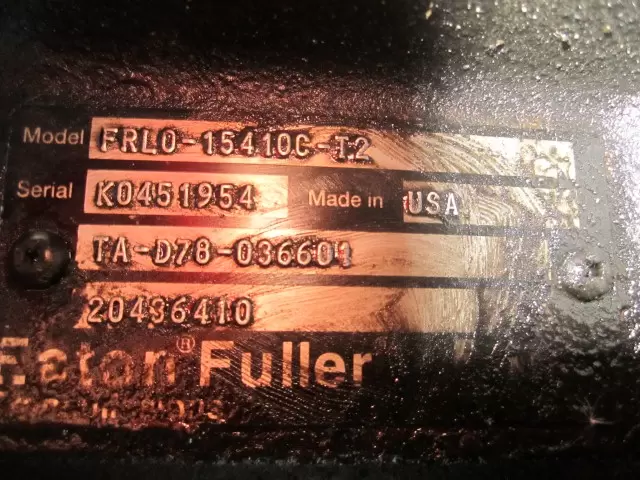 Model FRLO-15410C-T2
Serial K0451954 Made in USA
TA-D78-036601
20436410
Eaton® Fuller